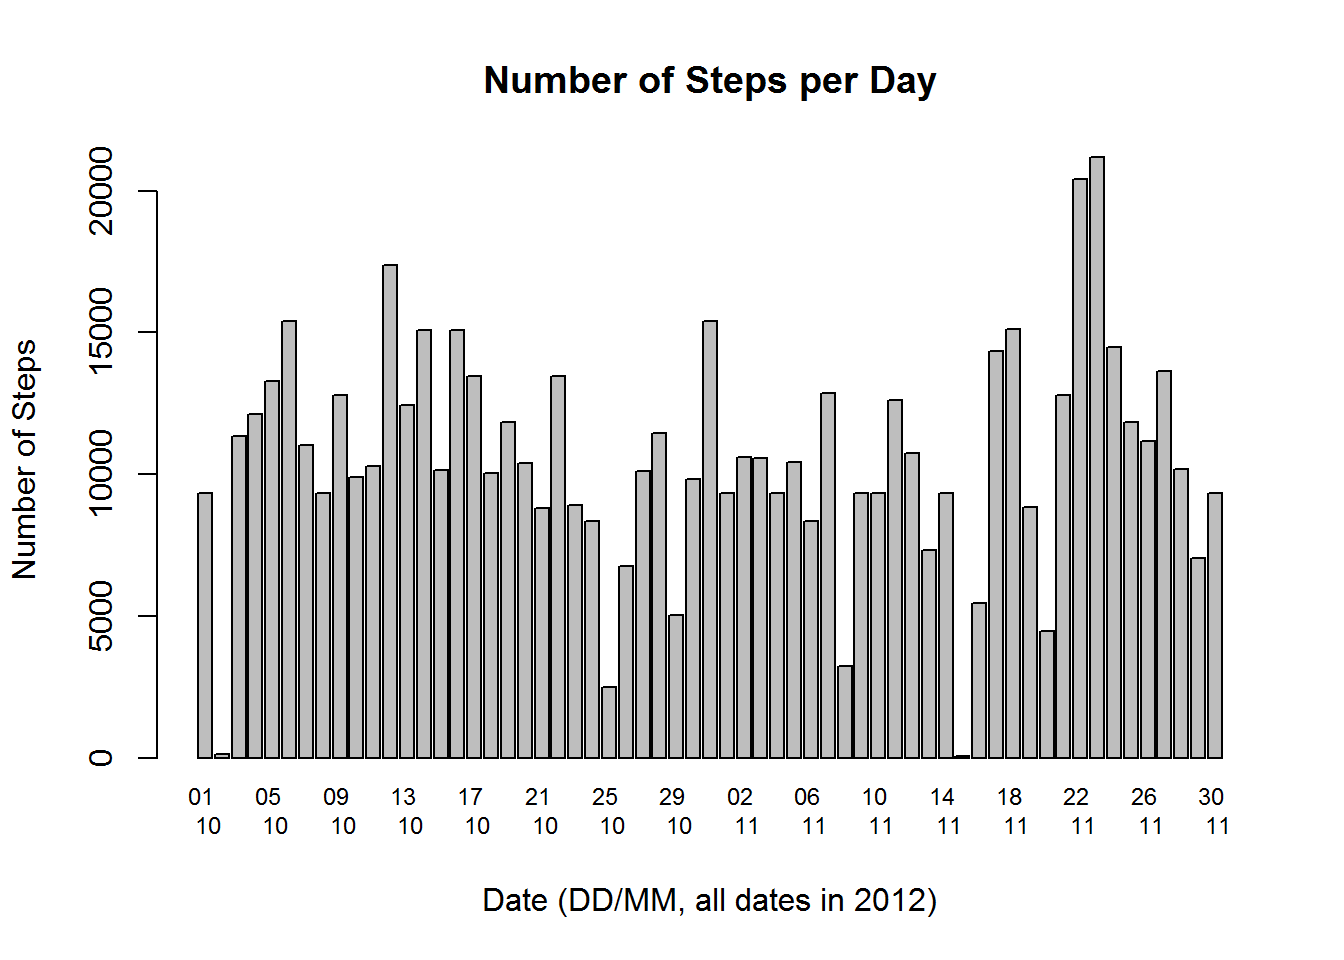 Number of Steps per Day
Number of Steps
20000
15000
10000
5000
0
01 05 09 13 17 21 25 29 02 06 10 14 18 22 26 30
10 10 10 10 10 10 10 10 11 11 11 11 11 11 11 11
Date (DD/MM, all dates in 2012)